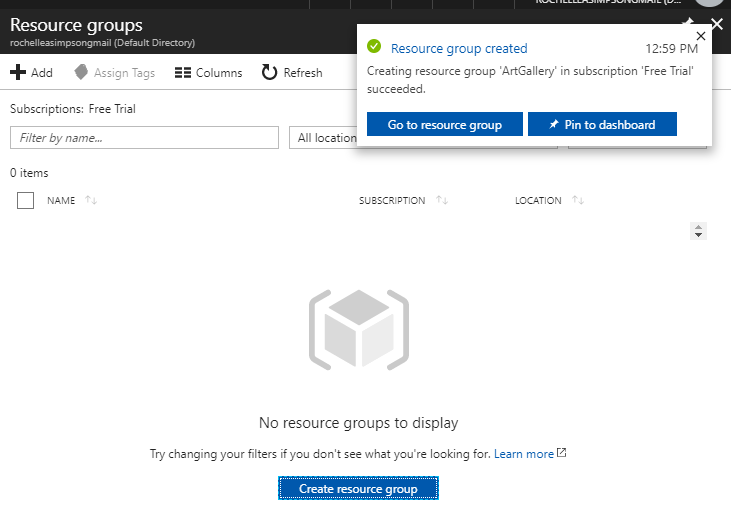 Resource groups
rochelleasimpsongmail (Default Directory)
Resource group created 12:59 PM
Creating resource group 'ArtGallery' in subscription 'Free Trial'
succeeded.
Go to resource group Pin to dashboard
Add Assign Tags Columns Refresh
Subscriptions: Free Trial
Filter by name... All location
0 items
NAME SUBSCRIPTION LOCATION
No resource groups to display
Try changing your filters if you don't see what you're looking for. Learn more
Create resource group